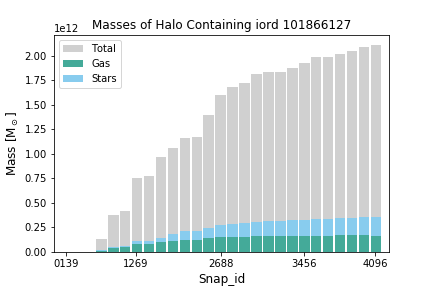 Masses of Halo Containing iord 101866127
1e12
Total
Gas
Stars
2.00
1.75
1.50
1.25
1.00
0.75
0.50
0.25
0.00
Mass [M⊙]
0139 1269 2688 3456 4096
Snap_id